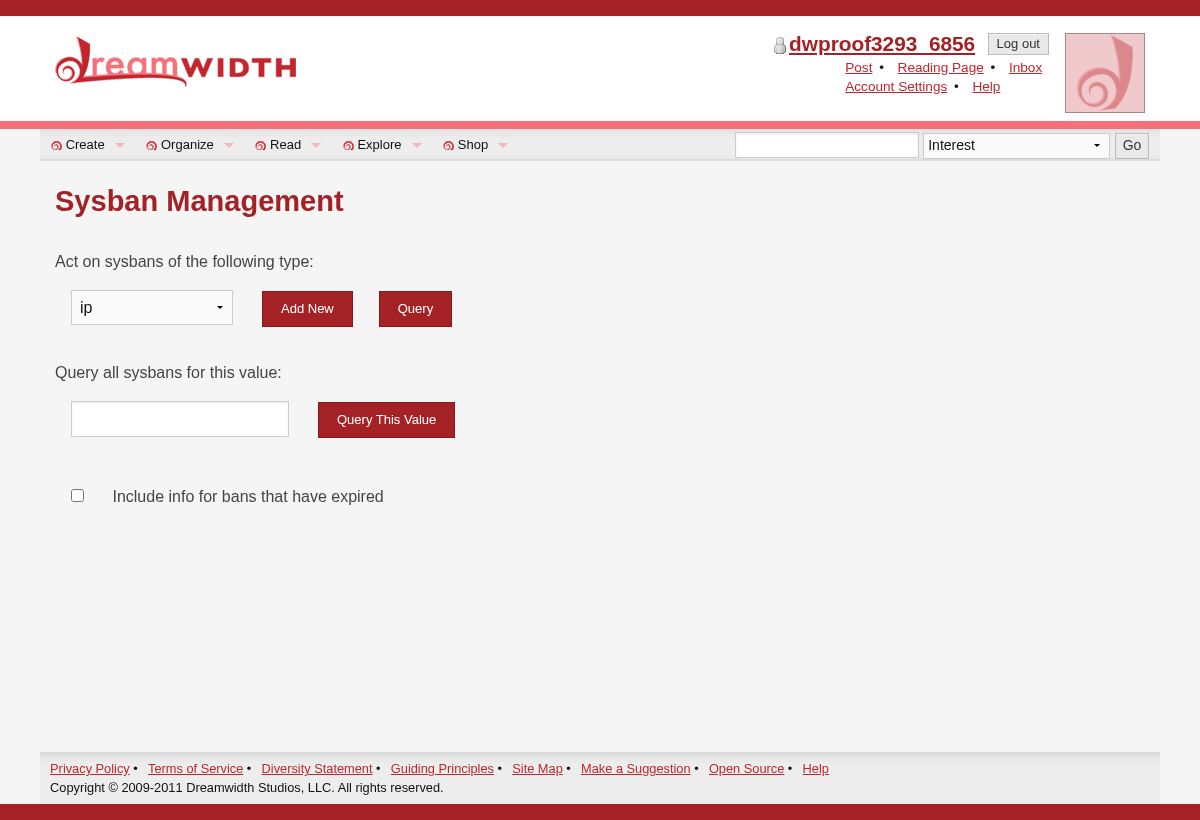 dreamWIDTH
dwproof3293_6856 Log out
Post • Reading Page • Inbox
Account Settings • Help
Create Organize Read Explore Shop Interest Go
Sysban Management
Act on sysbans of the following type:
ip Add New Query
Query all sysbans for this value:
Query This Value
Include info for bans that have expired
Privacy Policy • Terms of Service • Diversity Statement • Guiding Principles • Site Map • Make a Suggestion • Open Source • Help
Copyright © 2009-2011 Dreamwidth Studios, LLC. All rights reserved.